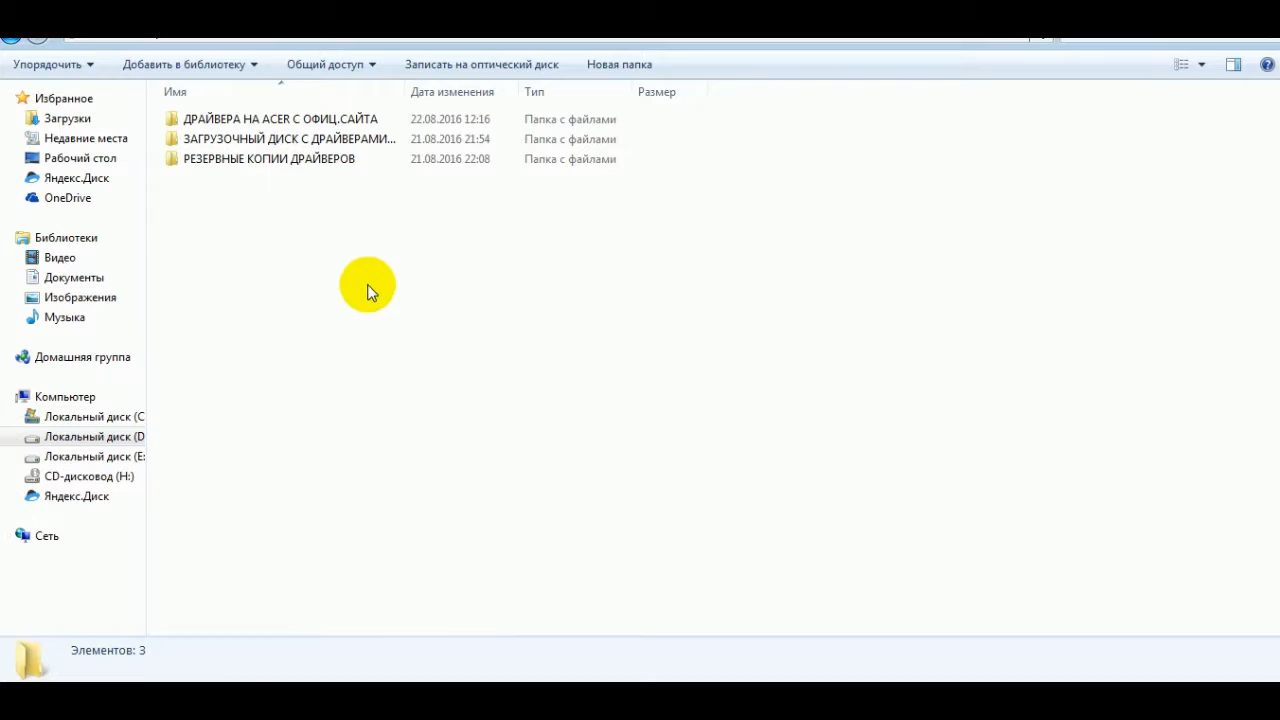 Упорядочить Добавить в библиотеку Общий доступ Записать на оптический диск Новая папка
Избранное
Загрузки
Недавние места
Рабочий стол
Яндекс.Диск
OneDrive
Библиотеки
Видео
Документы
Изображения
Музыка
Домашняя группа
Компьютер
Локальный диск (C
Локальный диск (D
Локальный диск (E:
CD-дисковод (H:)
Яндекс.Диск
Сеть
Имя Дата изменения Тип Размер
ДРАЙВЕРА НА ACER С ОФИЦ.САЙТА 22.08.2016 12:16 Папка с файлами
ЗАГРУЗОЧНЫЙ ДИСК С ДРАЙВЕРАМИ... 21.08.2016 21:54 Папка с файлами
РЕЗЕРВНЫЕ КОПИИ ДРАЙВЕРОВ 21.08.2016 22:08 Папка с файлами
Элементов: 3